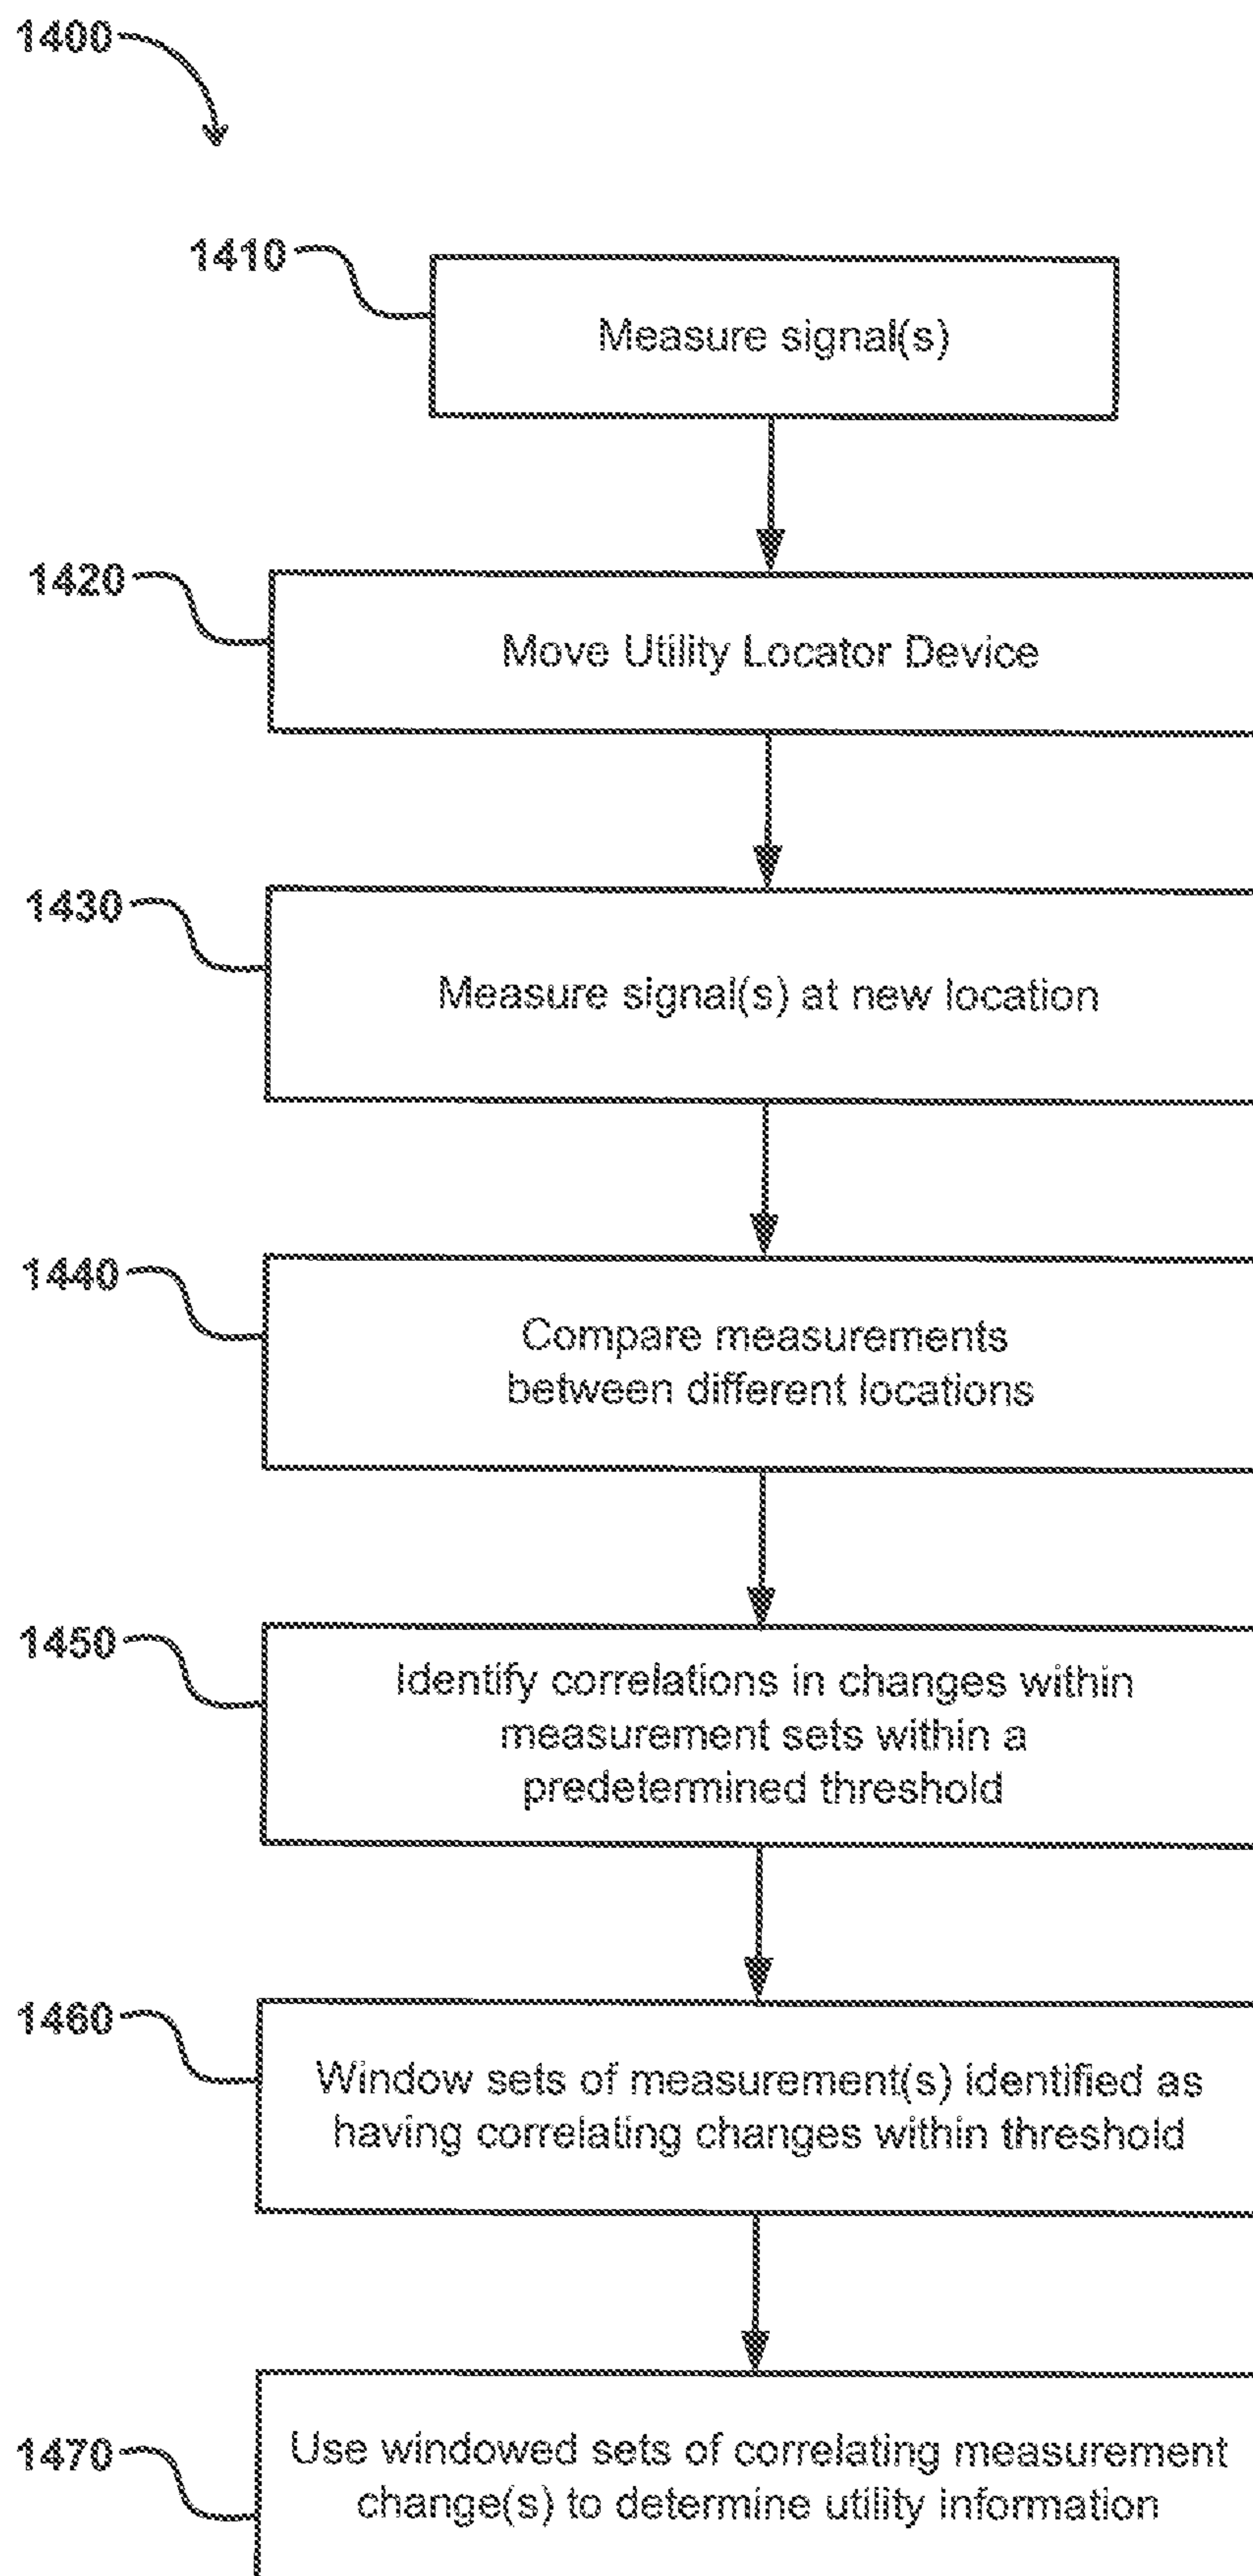 1400
1410
Measure signal(s)
1420
Move Utility Locator Device
1430
Measure signal(s) at new location
1440
Compare measurements
between different locations
1450
Identify correlations in changes within
measurement sets within a
predetermined threshold
1460
Window sets of measurement(s) identified as
having correlating changes within threshold
1470
Use windowed sets of correlating measurement
change(s) to determine utility information